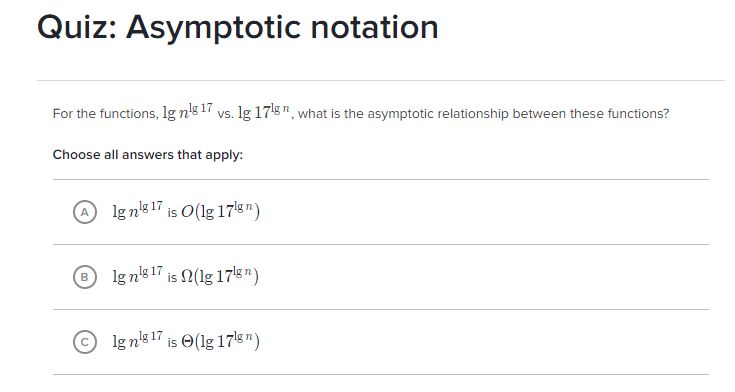 Quiz: Asymptotic notation
For the functions, lg n^lg 17 vs. lg 17^lg n, what is the asymptotic relationship between these functions?
Choose all answers that apply:
A lg n^lg 17 is O(lg 17^lg n)
B lg n^lg 17 is Ω(lg 17^lg n)
C lg n^lg 17 is Θ(lg 17^lg n)